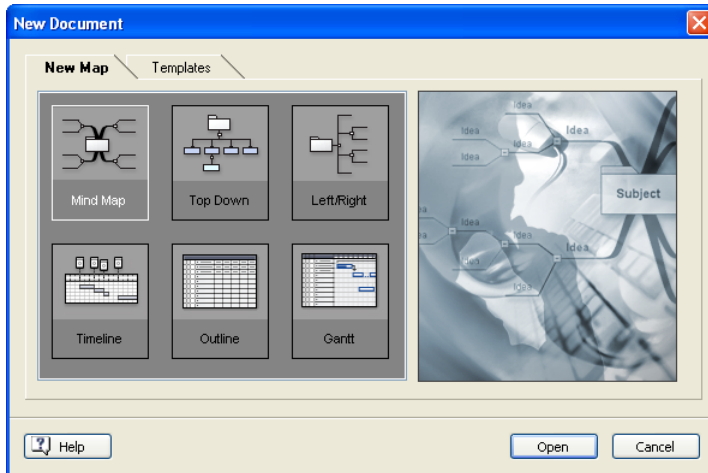 New Document
New Map Templates
Mind Map Top Down Left/Right
Timeline Outline Gantt
Idea
Idea Idea
Idea
Subject
Idea
Idea
Idea
Idea
Help Open Cancel